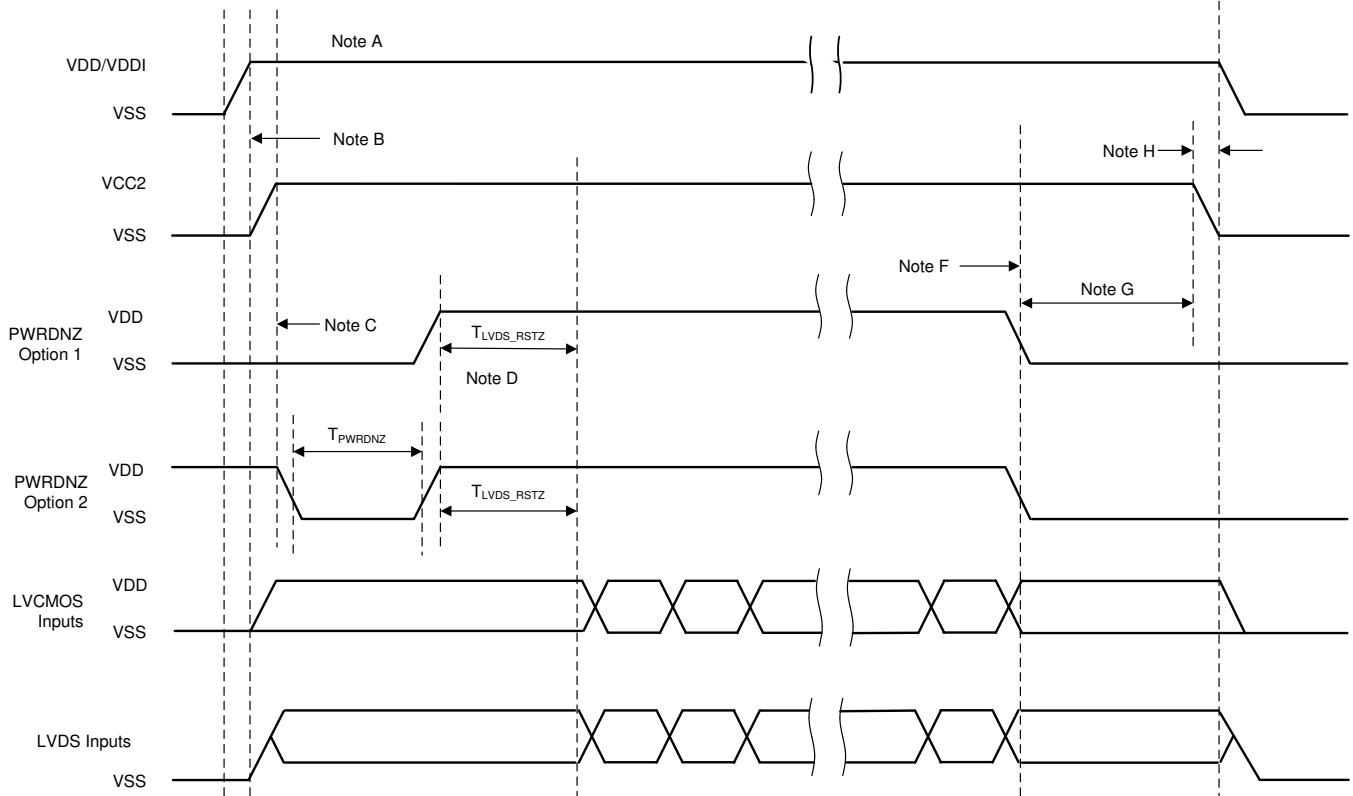 Note A
VDD/VDDI
VSS
Note B
Note H
VCC2
VSS
Note F
Note G
PWRDNZ
Option 1
VDD
Note C
TLVDS_RSTZ
VSS
Note D
TPWRDNZ
PWRDNZ
Option 2
VDD
TLVDS_RSTZ
VSS
LVCMOS
Inputs
VDD
VSS
LVDS Inputs
VSS